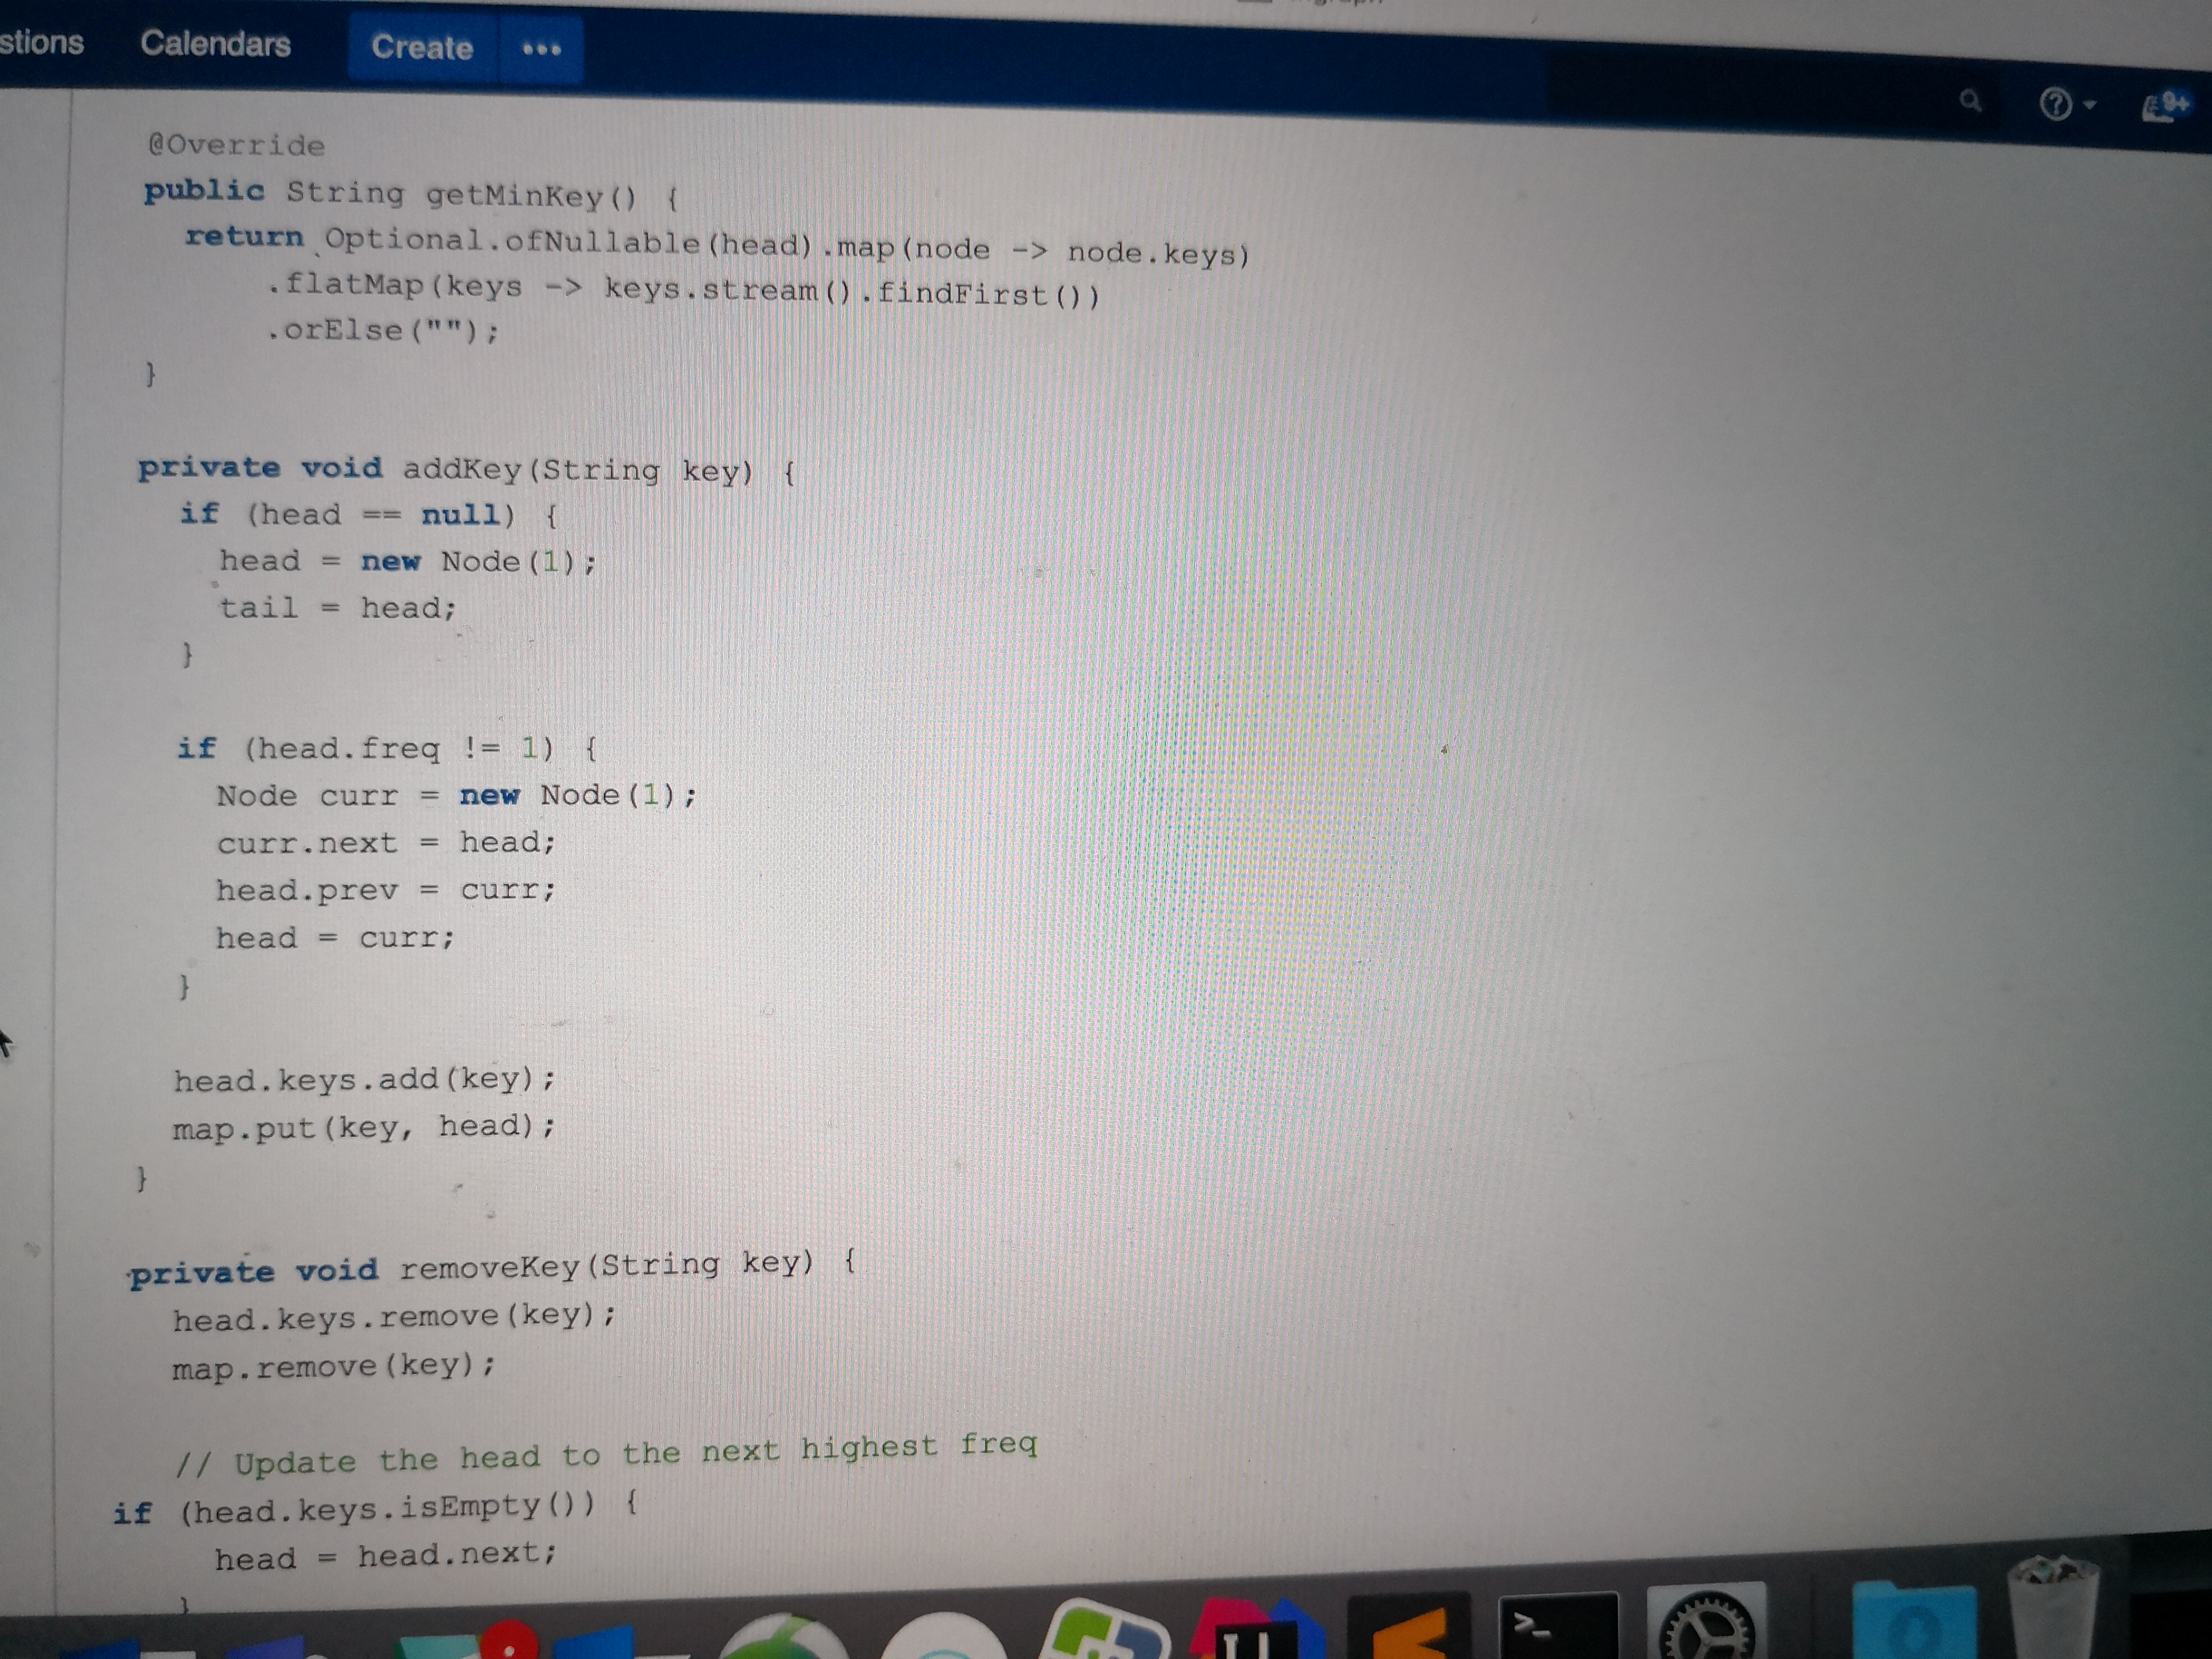 stions Calendars Create •••
9+
@Override
public String getMinKey() {
return Optional.ofNullable(head).map(node -> node.keys)
.flatMap(keys -> keys.stream().findFirst())
.orElse("");
}
private void addKey(String key) {
if (head == null) {
head = new Node(1);
tail = head;
}
if (head.freq != 1) {
Node curr = new Node(1);
curr.next = head;
head.prev = curr;
head = curr;
}
head.keys.add(key);
map.put(key, head);
}
private void removeKey(String key) {
head.keys.remove(key);
map.remove(key);
// Update the head to the next highest freq
if (head.keys.isEmpty()) {
head = head.next;
}
>_